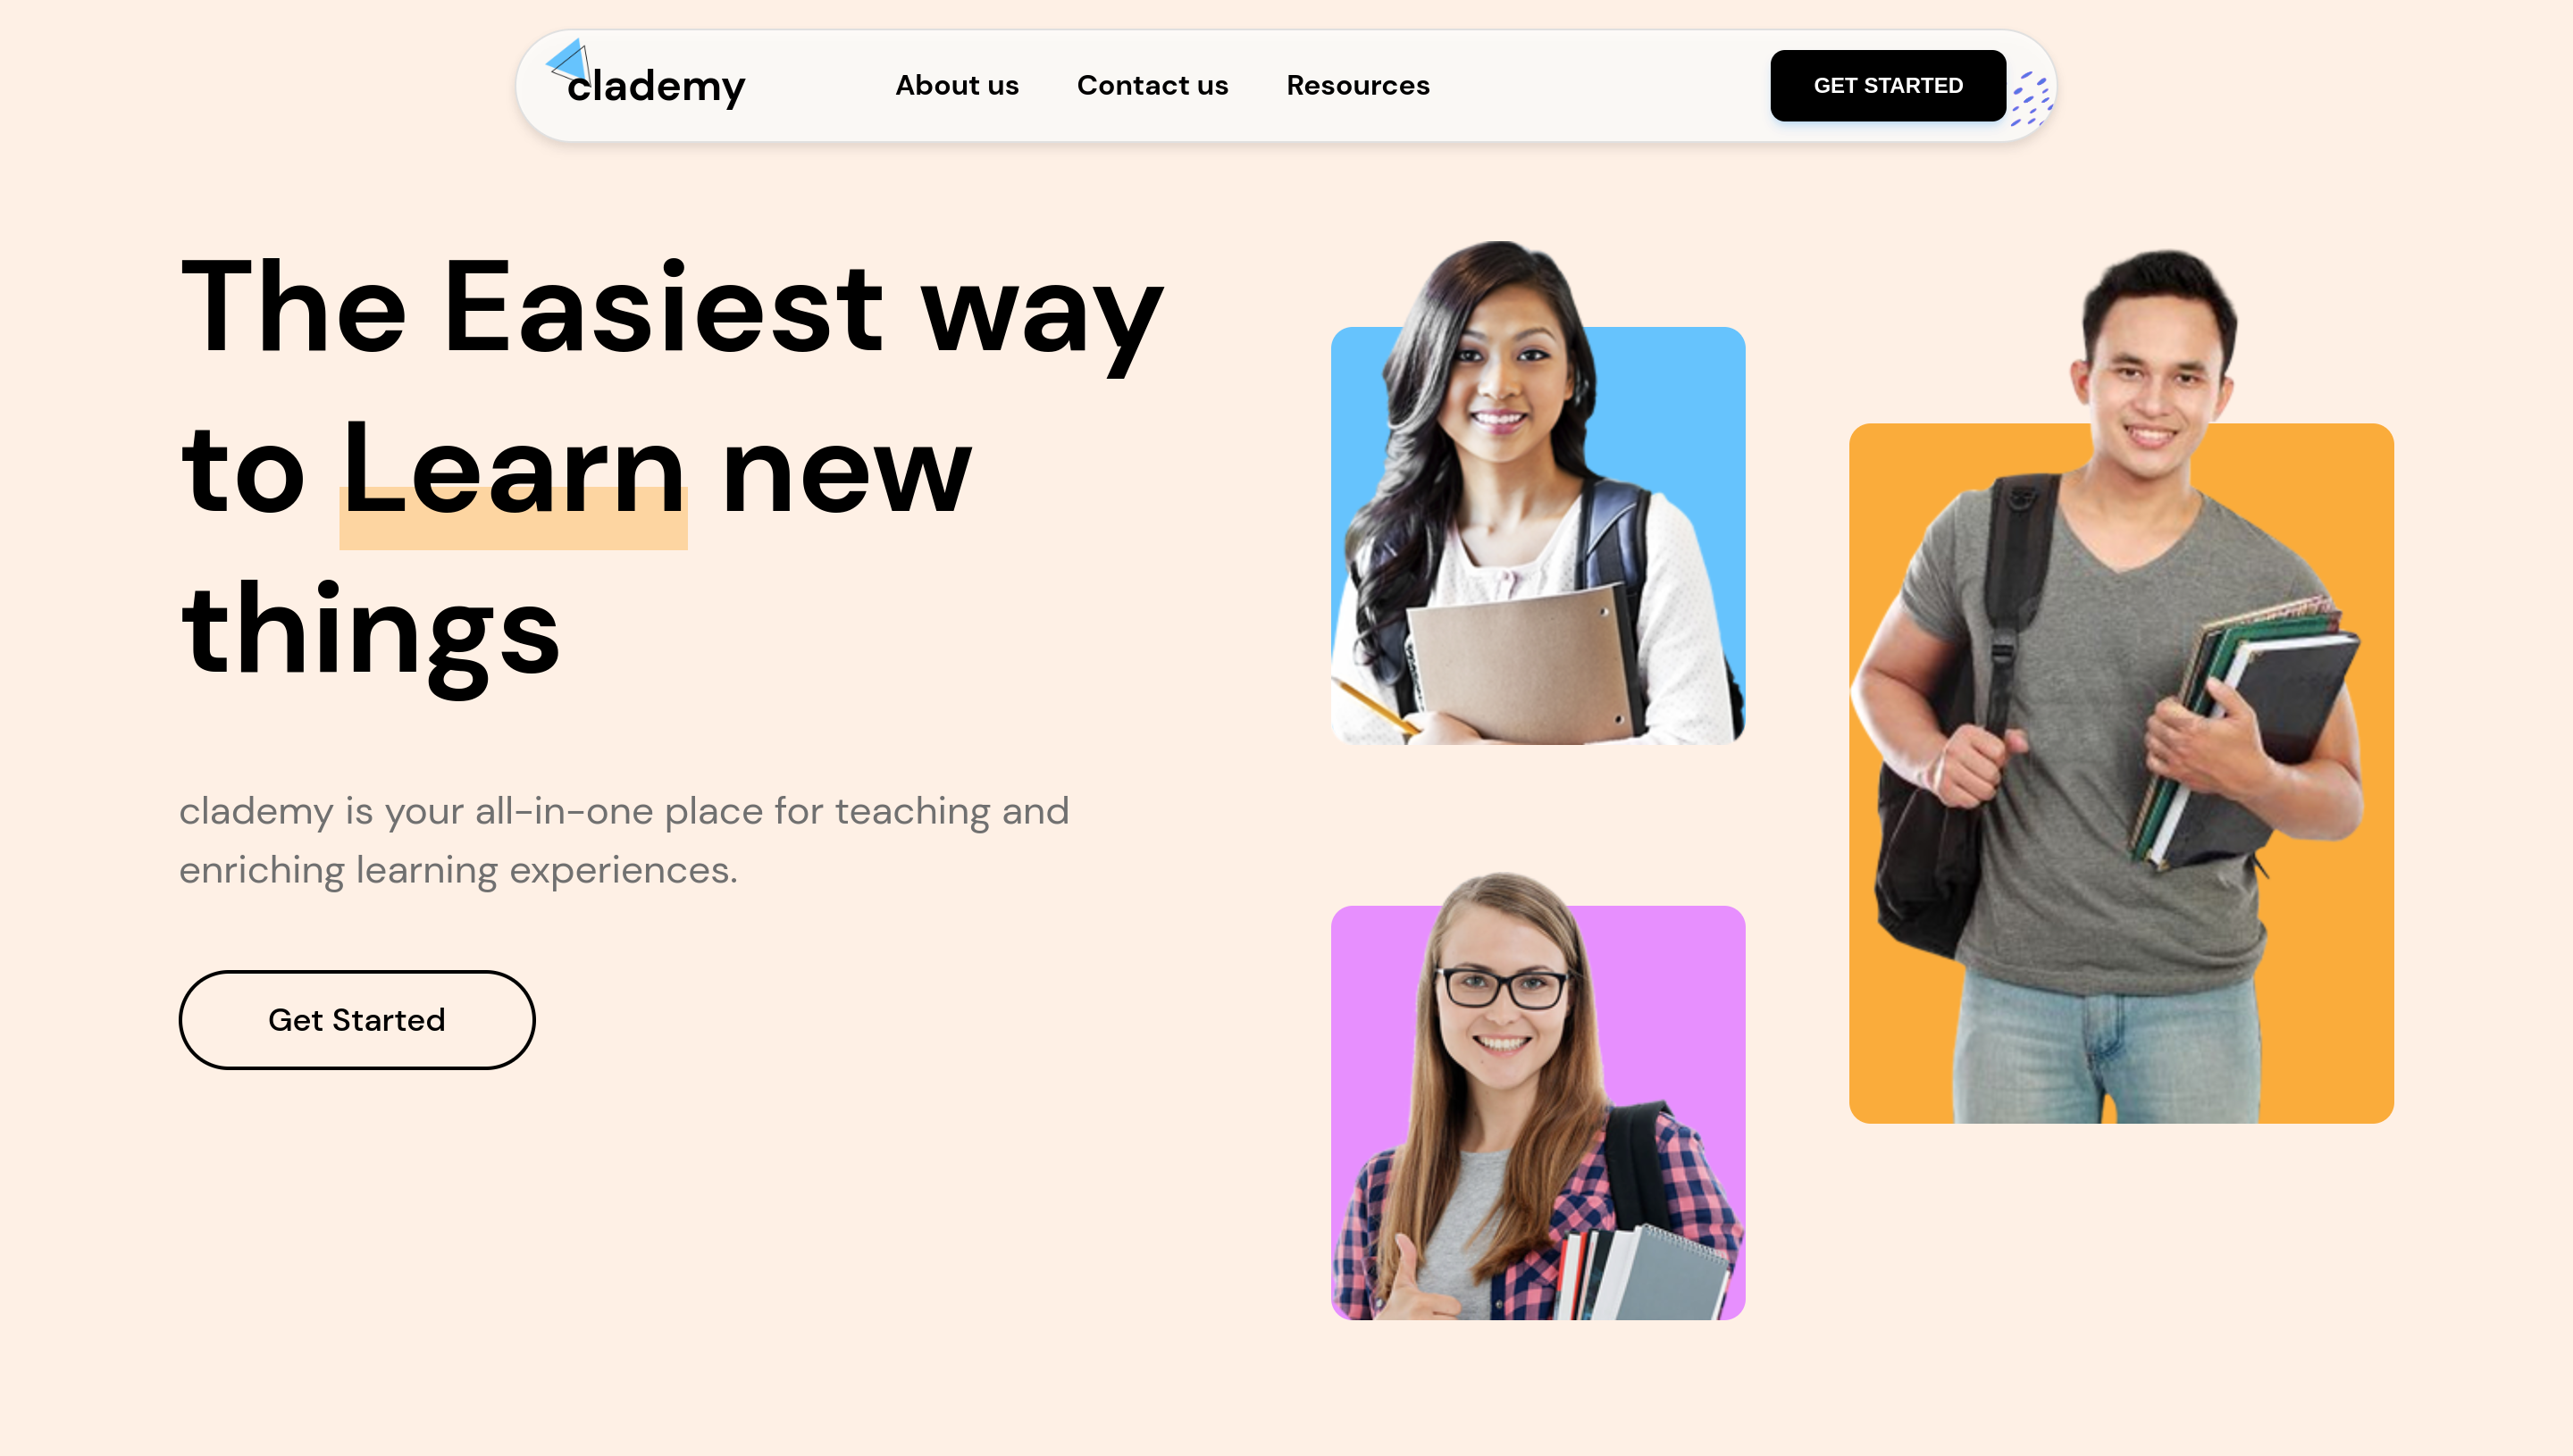 clademy
About us
Contact us
Resources
GET STARTED
The Easiest way
to Learn new
things
clademy is your all-in-one place for teaching and
enriching learning experiences.
Get Started